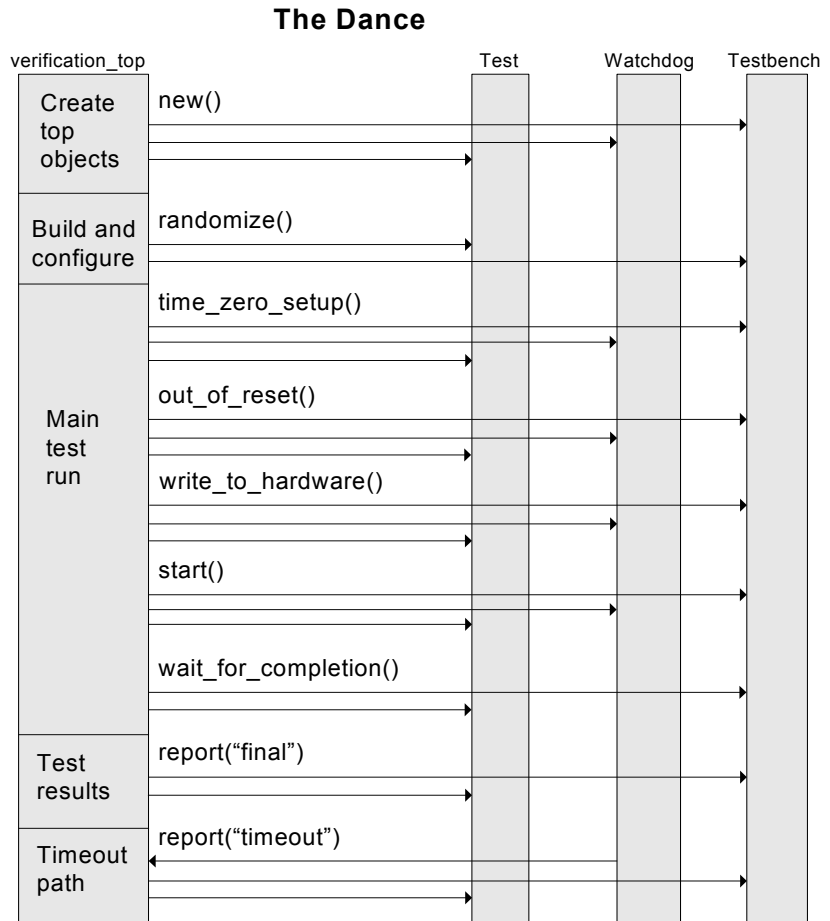 The Dance
verification_top
Test
Watchdog
Testbench
Create
top
objects
new()
Build and
configure
randomize()
Main
test
run
time_zero_setup()
out_of_reset()
write_to_hardware()
start()
wait_for_completion()
Test
results
report(“final”)
Timeout
path
report(“timeout”)